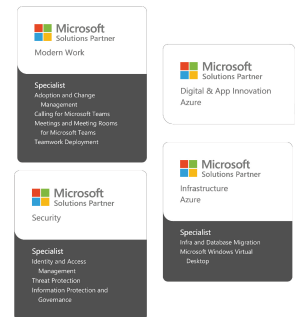 Microsoft
Solutions Partner
Modern Work
Specialist
Adoption and Change
Management
Calling for Microsoft Teams
Meetings and Meeting Rooms
for Microsoft Teams
Teamwork Deployment
Microsoft
Solutions Partner
Digital & App Innovation
Azure
Microsoft
Solutions Partner
Security
Specialist
Identity and Access
Management
Threat Protection
Information Protection and
Governance
Microsoft
Solutions Partner
Infrastructure
Azure
Specialist
Infra and Database Migration
Microsoft Windows Virtual
Desktop